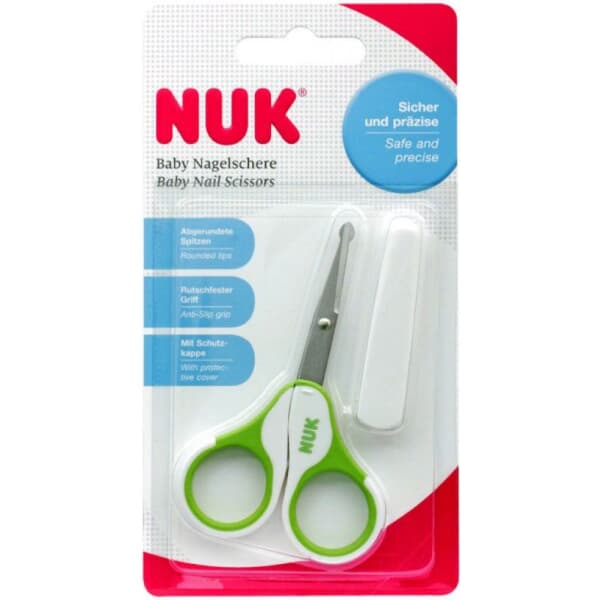 NUK®
Baby Nagelschere
Baby Nail Scissors
Sicher
und präzise
Safe and
precise
Abgerundete
Spitzen
Rounded tips
Rutschfester
Griff
Anti-Slip grip
Mit Schutz-
kappe
With protec-
tive cover
NUK